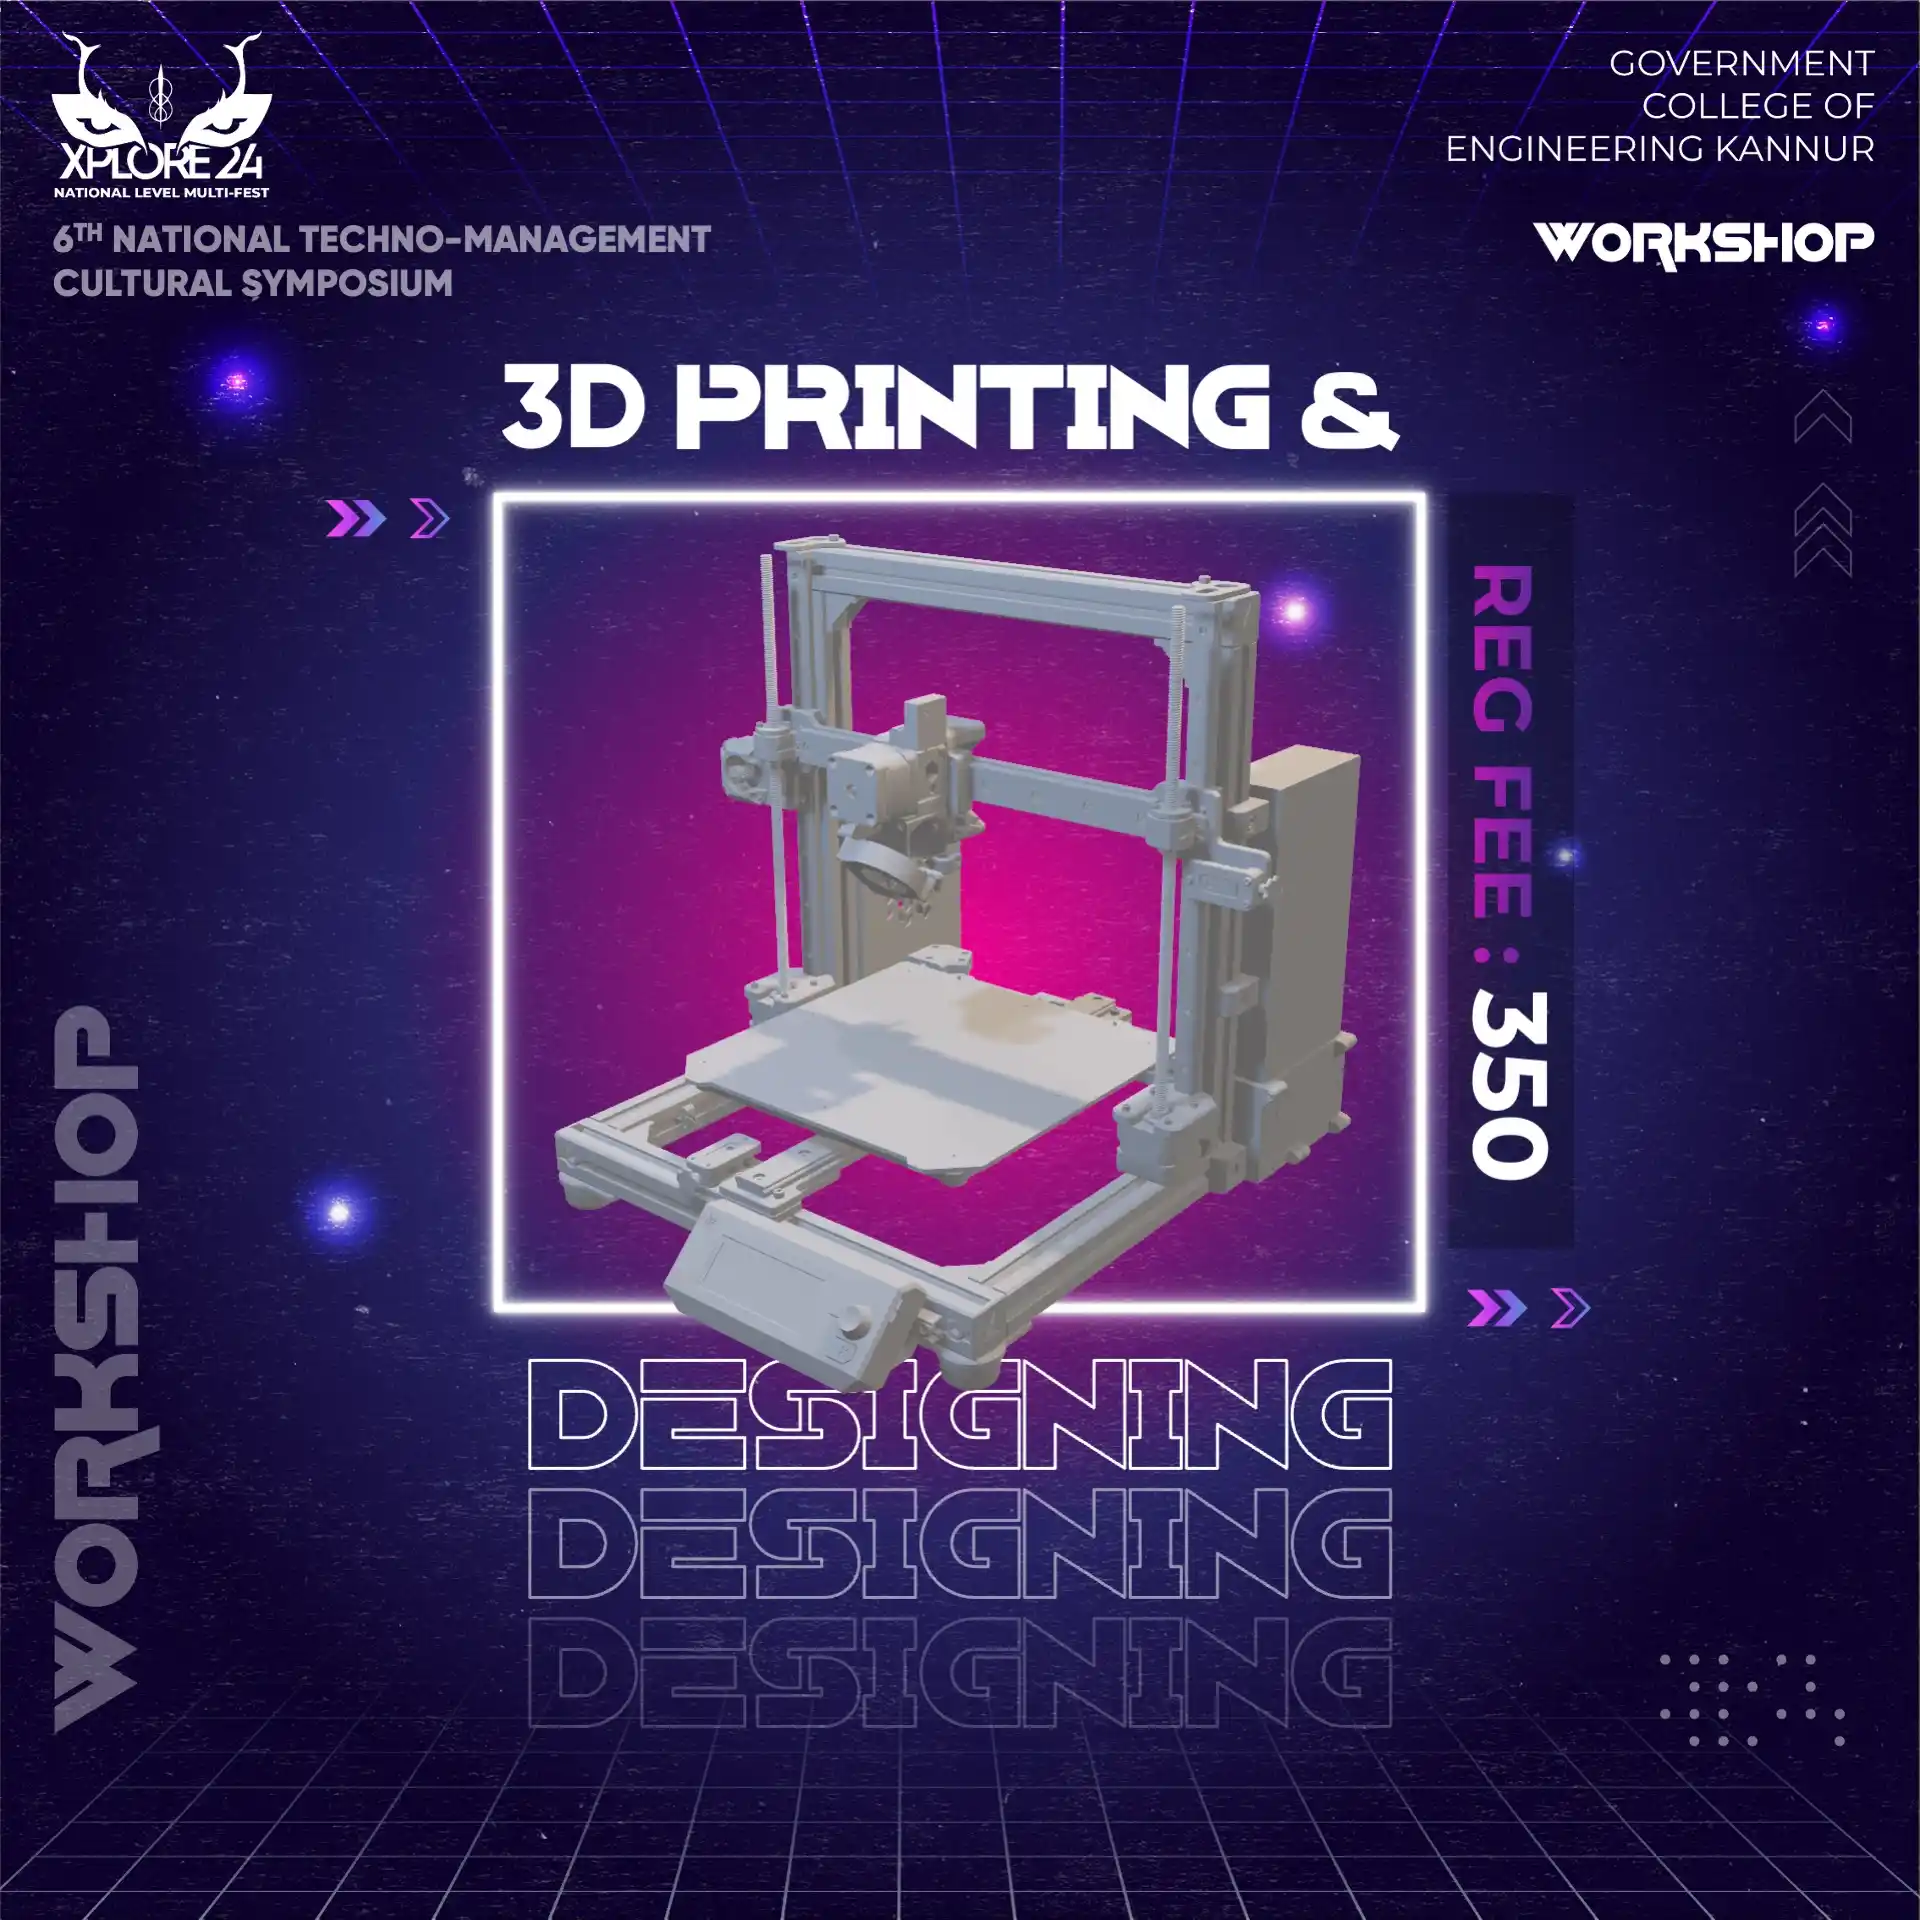 XPLORE 24
NATIONAL LEVEL MULTI-FEST
6TH NATIONAL TECHNO-MANAGEMENT
CULTURAL SYMPOSIUM
GOVERNMENT
COLLEGE OF
ENGINEERING KANNUR
WORKSHOP
3D PRINTING &
REG FEE : 350
DESIGNING
DESIGNING
DESIGNING
WORKSHOP